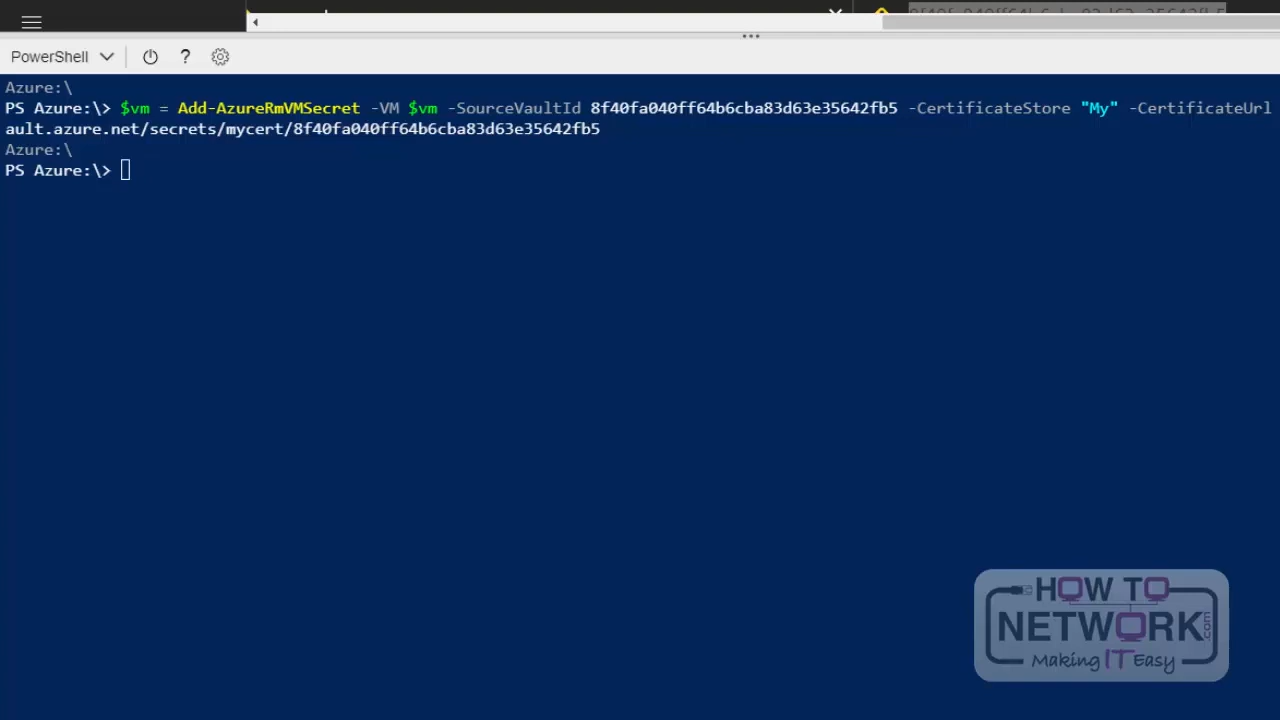 PowerShell ?
Azure:\
PS Azure:\> $vm = Add-AzureRmVMSecret -VM $vm -SourceVaultId 8f40fa040ff64b6cba83d63e35642fb5 -CertificateStore "My" -CertificateUrl
ault.azure.net/secrets/mycert/8f40fa040ff64b6cba83d63e35642fb5
Azure:\
PS Azure:\>
HOW TO
NETWORK.com
Making IT Easy